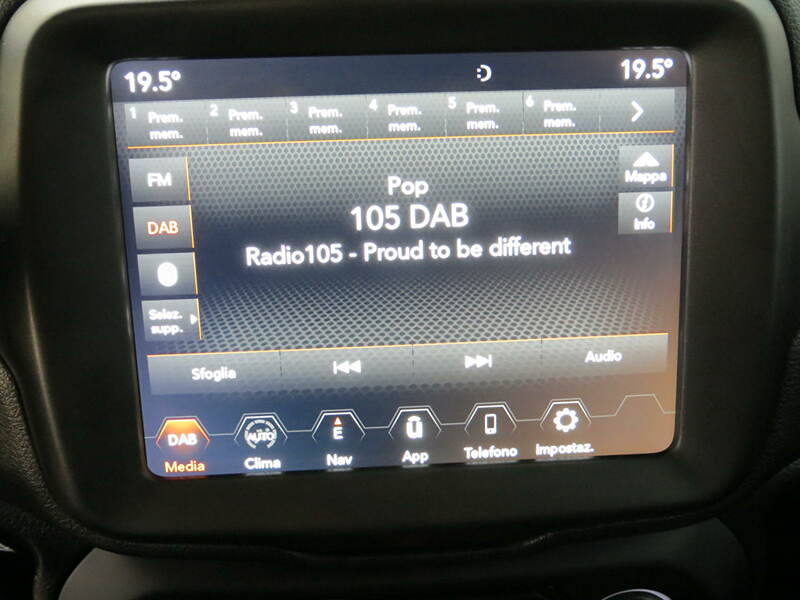 19.5° 19.5°
1 Prem. mem. 2 Prem. mem. 3 Prem. mem. 4 Prem. mem. 5 Prem. mem. 6 Prem. mem.
FM
Pop
Mappa
DAB
105 DAB
Info
Radio105 - Proud to be different
Selez. supp.
Sfoglia
Audio
DAB AUTO E
Media Clima Nav App Telefono Impostaz.